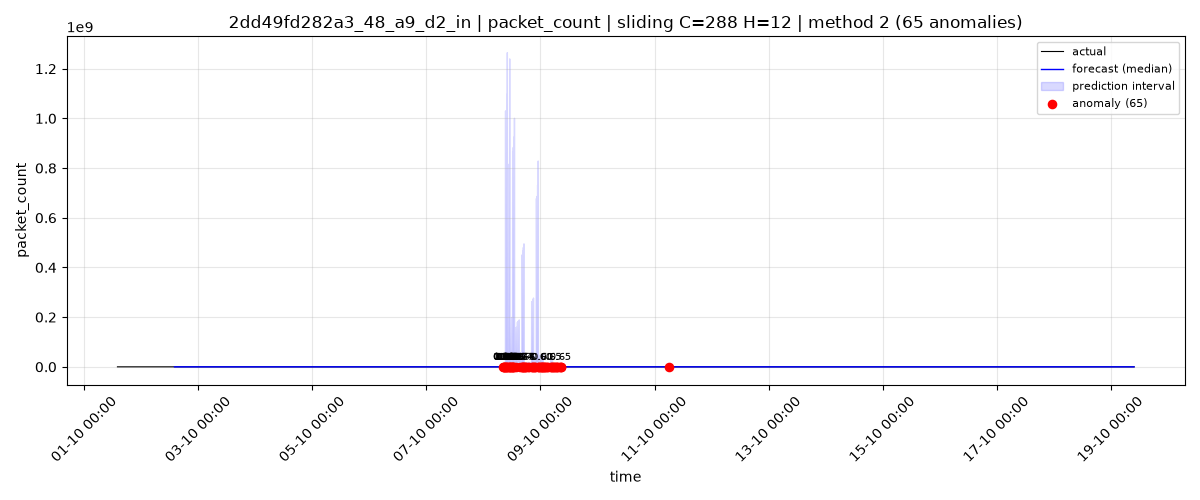 2dd49fd282a3_48_a9_d2_in | packet_count | sliding C=288 H=12 | method 2 (65 anomalies)
1e9
actual
forecast (median)
prediction interval
anomaly (65)
packet_count
1.2
1.0
0.8
0.6
0.4
0.2
0.0
01-10 00:00
03-10 00:00
05-10 00:00
07-10 00:00
09-10 00:00
11-10 00:00
13-10 00:00
15-10 00:00
17-10 00:00
19-10 00:00
time